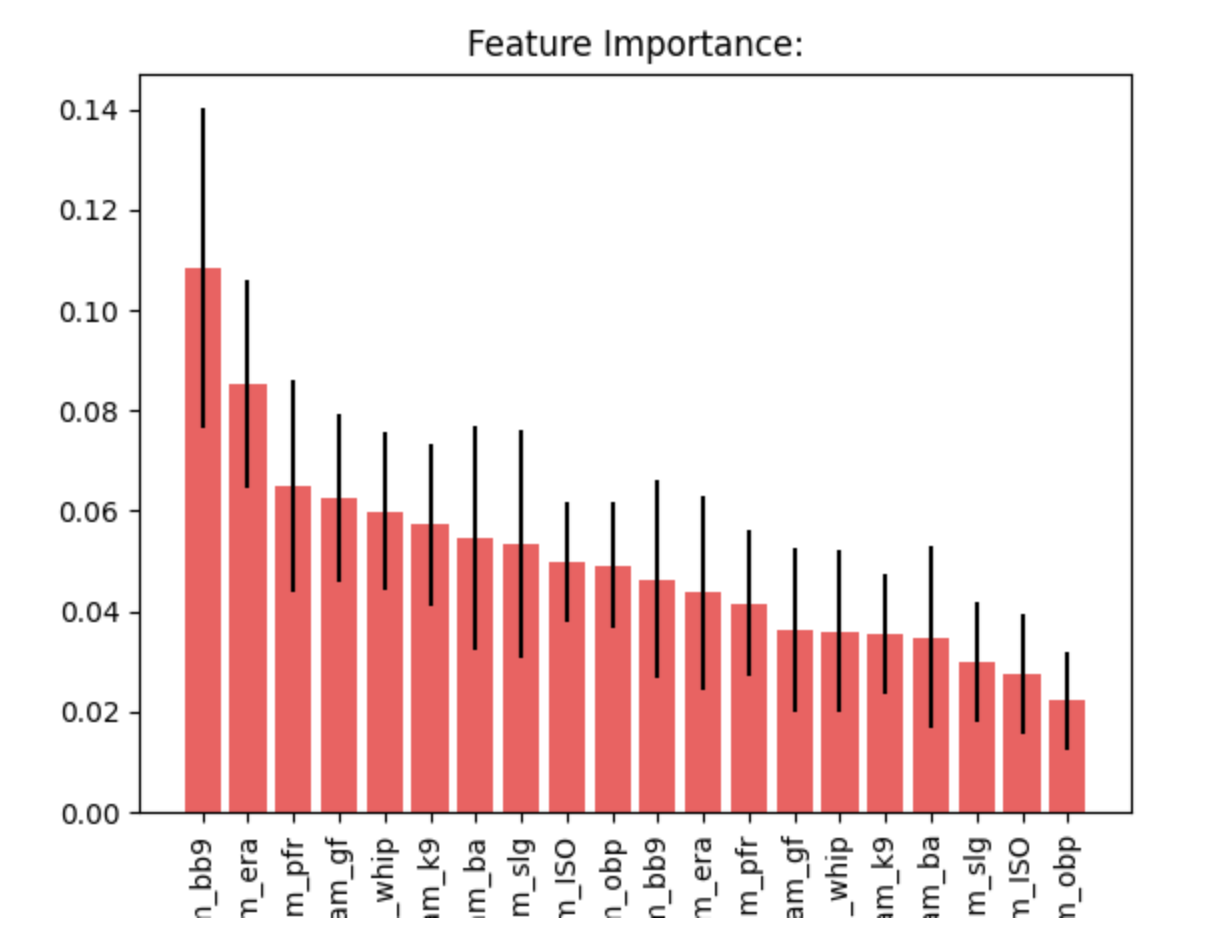 Feature Importance:
0.14
0.12
0.10
0.08
0.06
0.04
0.02
0.00
n_bb9
m_era
m_pfr
am_gf
_whip
am_k9
m_ba
m_slg
m_ISO
n_obp
n_bb9
m_era
m_pfr
am_gf
_whip
am_k9
am_ba
m_slg
m_ISO
n_obp